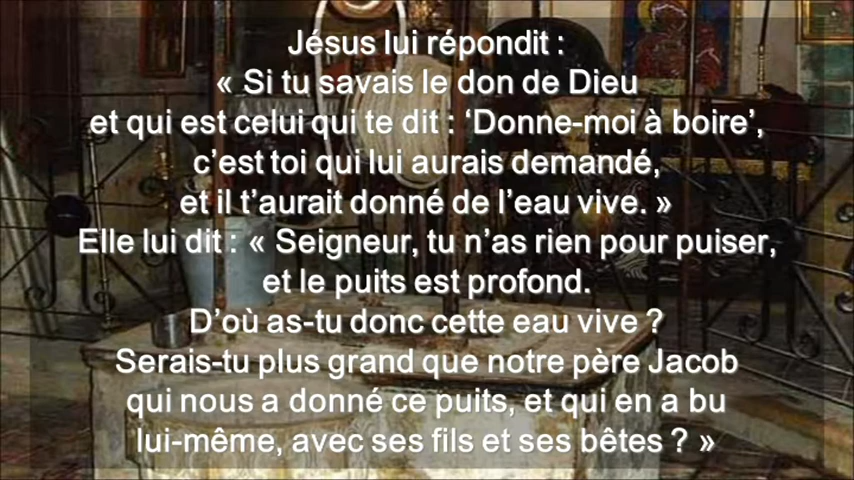 Jésus lui répondit :
« Si tu savais le don de Dieu
et qui est celui qui te dit : ‘Donne-moi à boire’,
c’est toi qui lui aurais demandé,
et il t’aurait donné de l’eau vive. »
Elle lui dit : « Seigneur, tu n’as rien pour puiser,
et le puits est profond.
D’où as-tu donc cette eau vive ?
Serais-tu plus grand que notre père Jacob
qui nous a donné ce puits, et qui en a bu
lui-même, avec ses fils et ses bêtes ? »